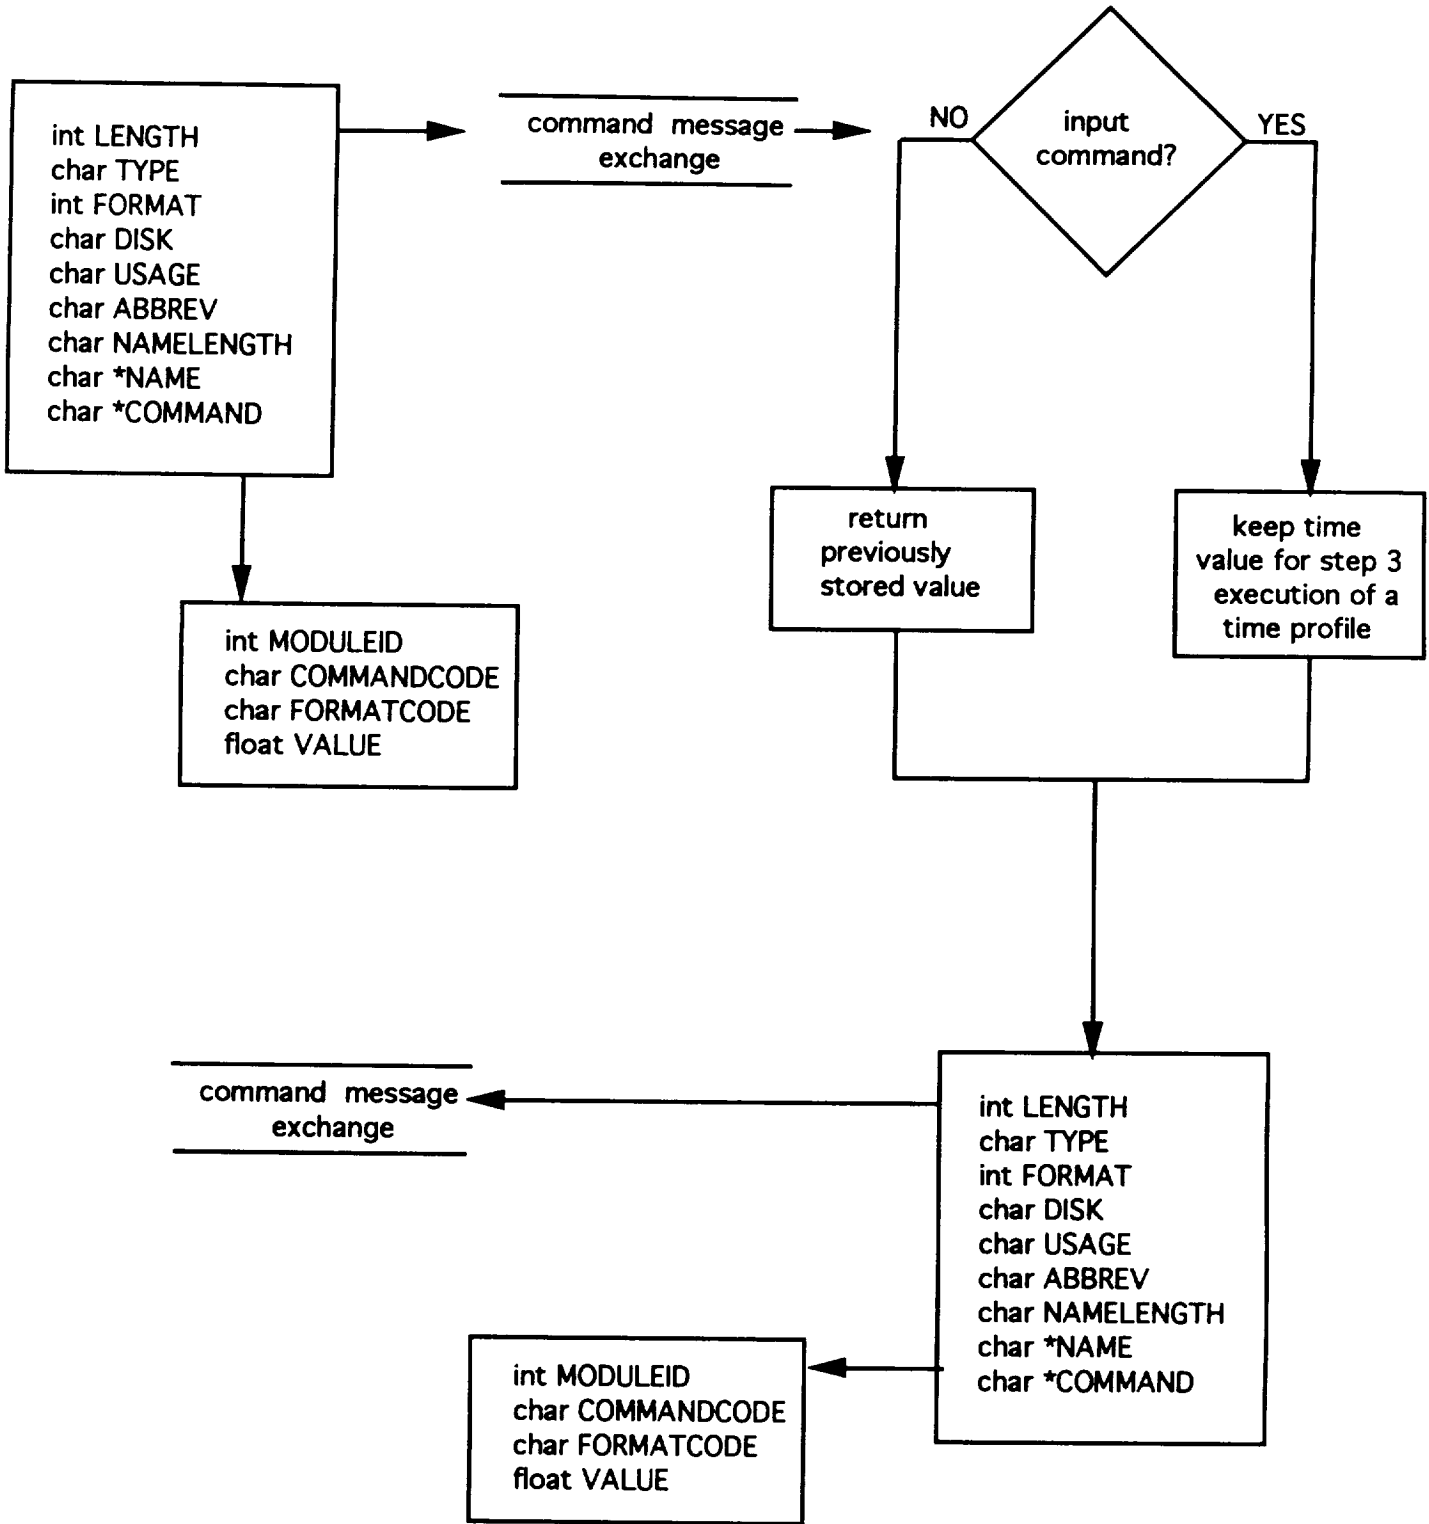 int LENGTH
char TYPE
int FORMAT
char DISK
char USAGE
char ABBREV
char NAMELENGTH
char *NAME
char *COMMAND
command message
exchange
NO
input
command?
YES
int MODULEID
char COMMANDCODE
char FORMATCODE
float VALUE
return
previously
stored value
keep time
value for step 3
execution of a
time profile
command message
exchange
int LENGTH
char TYPE
int FORMAT
char DISK
char USAGE
char ABBREV
char NAMELENGTH
char *NAME
char *COMMAND
int MODULEID
char COMMANDCODE
char FORMATCODE
float VALUE